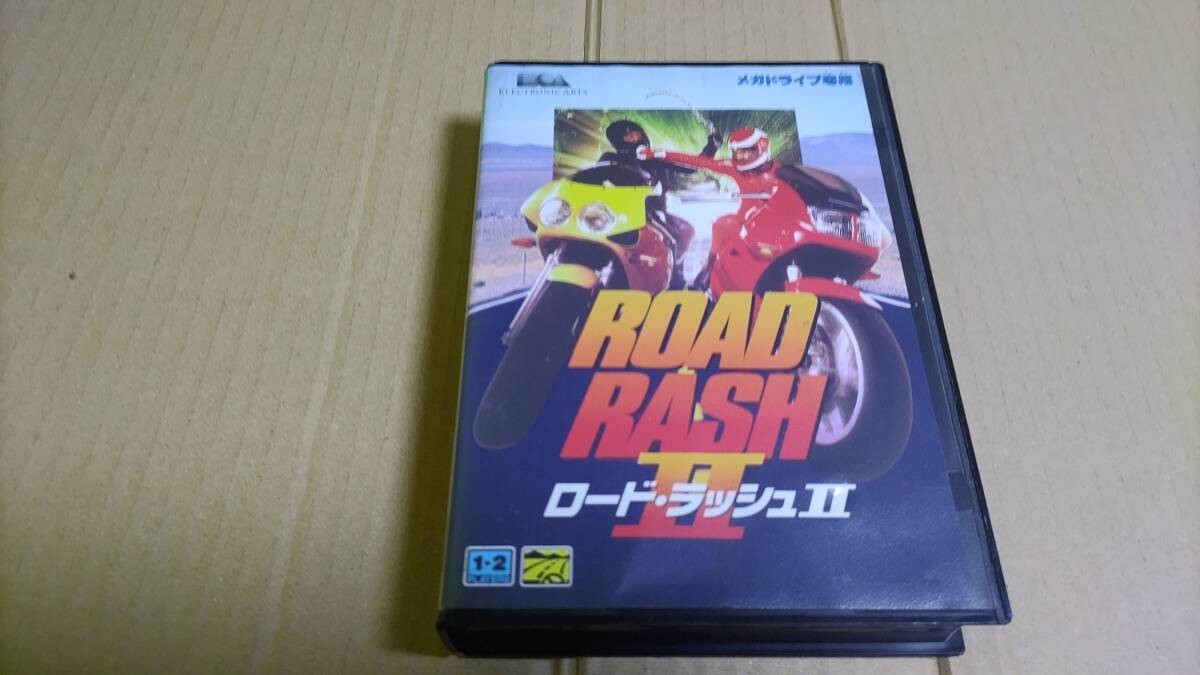 ELECTRONIC ARTS
メガドライブ専用
ROAD
RASH
II
ロード・ラッシュII
1-2
PLAYERS